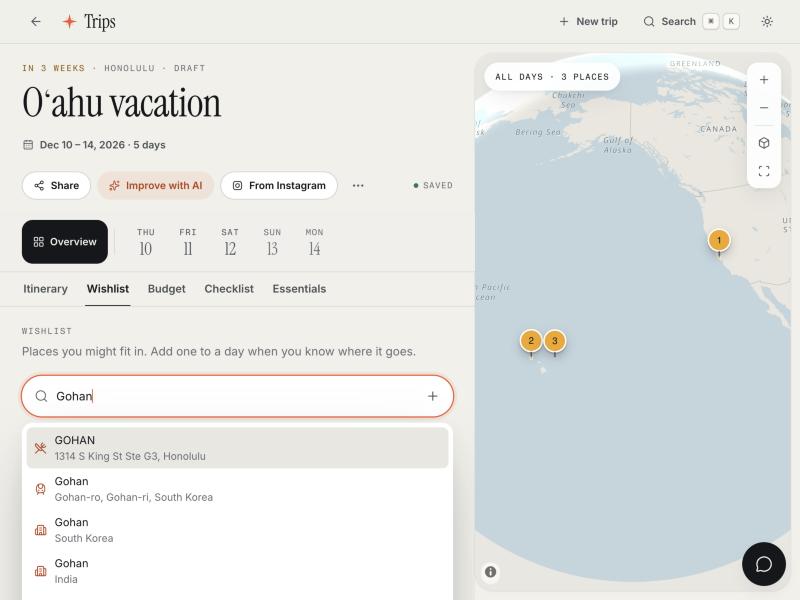 Trips
New trip
Search ⌘ K
IN 3 WEEKS · HONOLULU · DRAFT
Oʻahu vacation
Dec 10 – 14, 2026 · 5 days
Share
Improve with AI
From Instagram
SAVED
Overview
THU
10
FRI
11
SAT
12
SUN
13
MON
14
Itinerary
Wishlist
Budget
Checklist
Essentials
WISHLIST
Places you might fit in. Add one to a day when you know where it goes.
Gohan
GOHAN
1314 S King St Ste G3, Honolulu
Gohan
Gohan-ro, Gohan-ri, South Korea
Gohan
South Korea
Gohan
India
ALL DAYS · 3 PLACES
GREENLAND
Chukchi
Sea
Bering Sea
Gulf of
Alaska
CANADA
Pacific
1
2
3